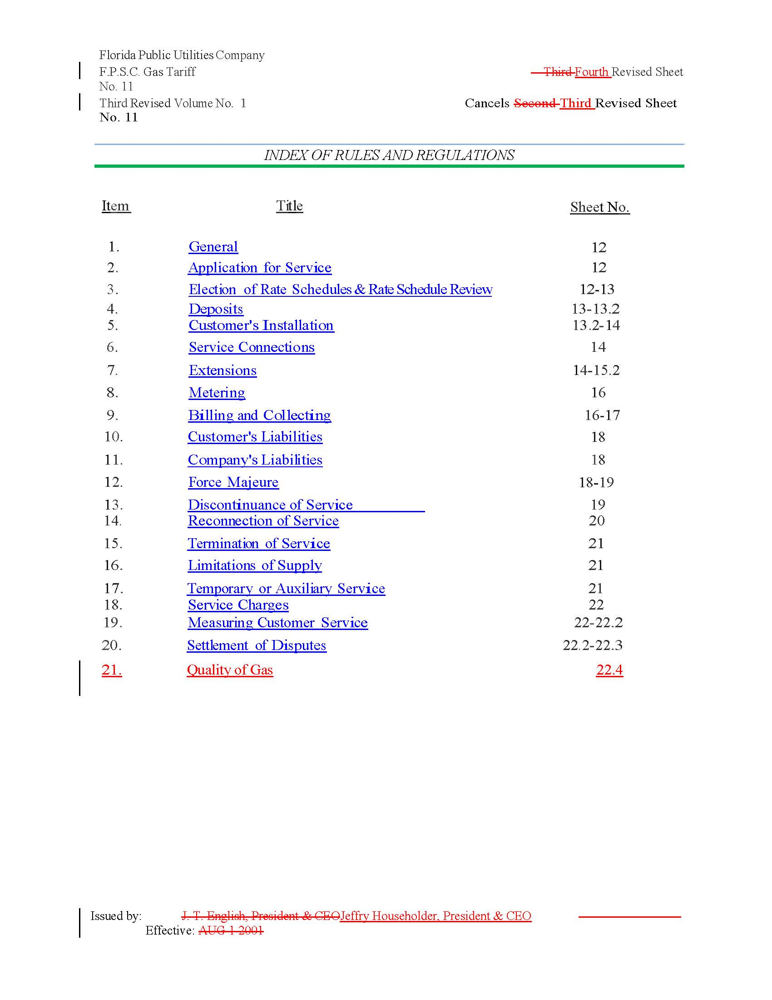 Florida Public Utilities Company
F.P.S.C. Gas Tariff Third Fourth Revised Sheet
No. 11
Third Revised Volume No. 1 Cancels Second Third Revised Sheet
No. 11
INDEX OF RULES AND REGULATIONS
Item Title Sheet No.
1. General 12
2. Application for Service 12
3. Election of Rate Schedules & Rate Schedule Review 12-13
4. Deposits 13-13.2
5. Customer's Installation 13.2-14
6. Service Connections 14
7. Extensions 14-15.2
8. Metering 16
9. Billing and Collecting 16-17
10. Customer's Liabilities 18
11. Company's Liabilities 18
12. Force Majeure 18-19
13. Discontinuance of Service 19
14. Reconnection of Service 20
15. Termination of Service 21
16. Limitations of Supply 21
17. Temporary or Auxiliary Service 21
18. Service Charges 22
19. Measuring Customer Service 22-22.2
20. Settlement of Disputes 22.2-22.3
21. Quality of Gas 22.4
Issued by: J. T. English, President & CEOJeffry Householder, President & CEO
Effective: AUG 1 2001